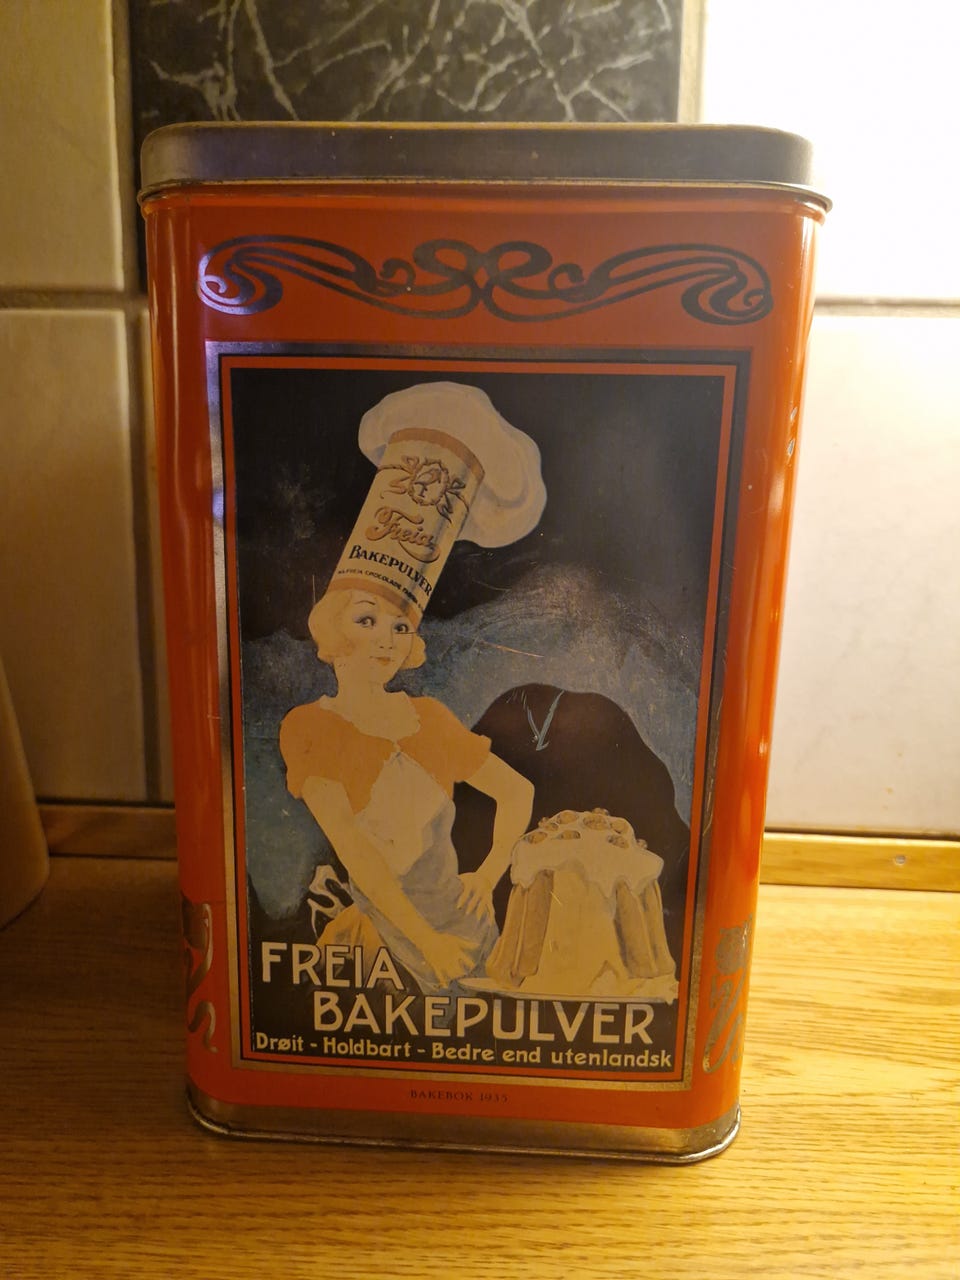 Freia
BAKEPULVER
FREIA
BAKEPULVER
Drøit - Holdbart - Bedre end utenlandsk
BAKEBOK 1935